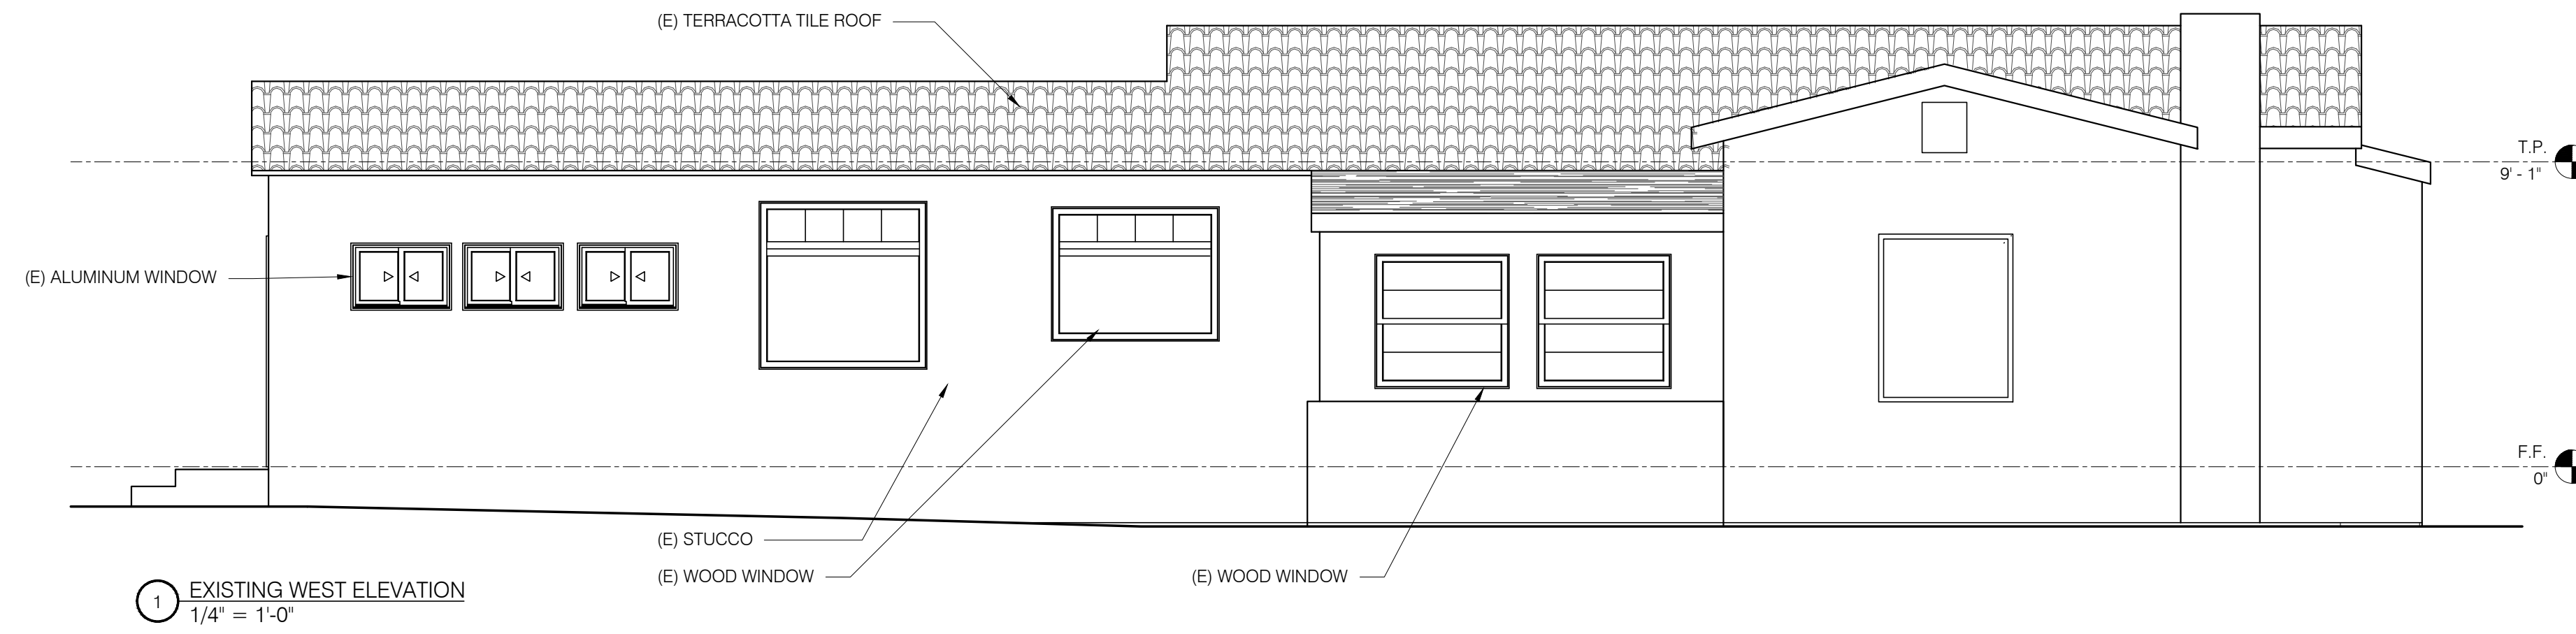 (E) TERRACOTTA TILE ROOF
T.P.
9' - 1"
(E) ALUMINUM WINDOW
F.F.
0"
(E) STUCCO
(E) WOOD WINDOW
(E) WOOD WINDOW
1
EXISTING WEST ELEVATION
1/4" = 1'-0"